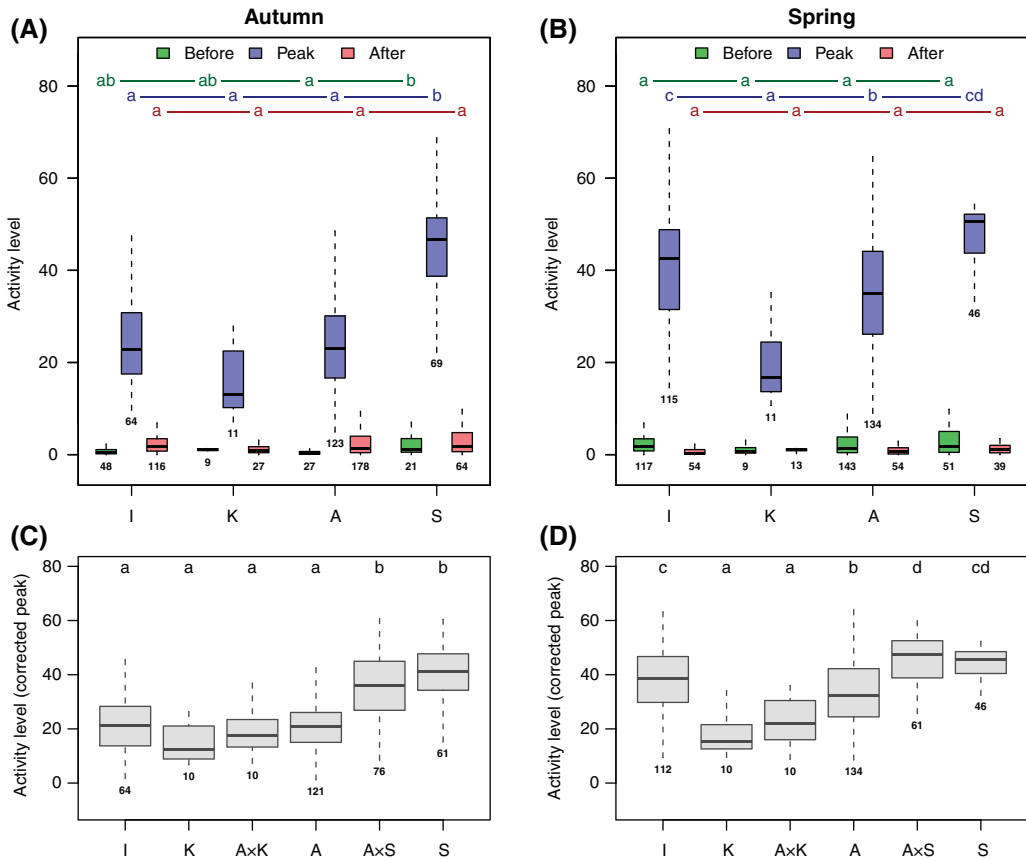 Autumn
(A)
Before Peak After
ab ab a b
a a a b
a a a a
80
60
40
20
0
Activity level
64 11 123 69
48 116 9 27 27 178 21 64
I K A S
Spring
(B)
Before Peak After
a a a a
c a b cd
a a a a
80
60
40
20
0
Activity level
115 11 134 46
117 54 9 13 143 54 51 39
I K A S
(C)
a a a a b b
80
60
40
20
0
Activity level (corrected peak)
64 10 10 121 76 61
I K A×K A A×S S
(D)
c a a b d cd
80
60
40
20
0
Activity level (corrected peak)
112 10 10 134 61 46
I K A×K A A×S S